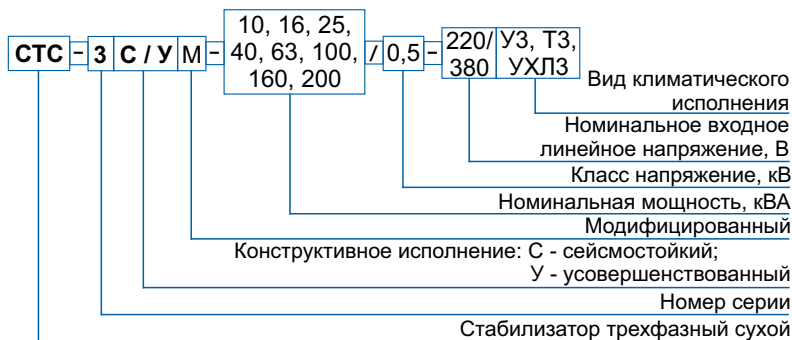 10, 16, 25,
СТС - 3 С / У М - 40, 63, 100, / 0,5 - 220/ У3, Т3,
160, 200 380 УХЛ3
Вид климатического
исполнения
Номинальное входное
линейное напряжение, В
Класс напряжение, кВ
Номинальная мощность, кВА
Модифицированный
Конструктивное исполнение: С - сейсмостойкий;
У - усовершенствованный
Номер серии
Стабилизатор трехфазный сухой